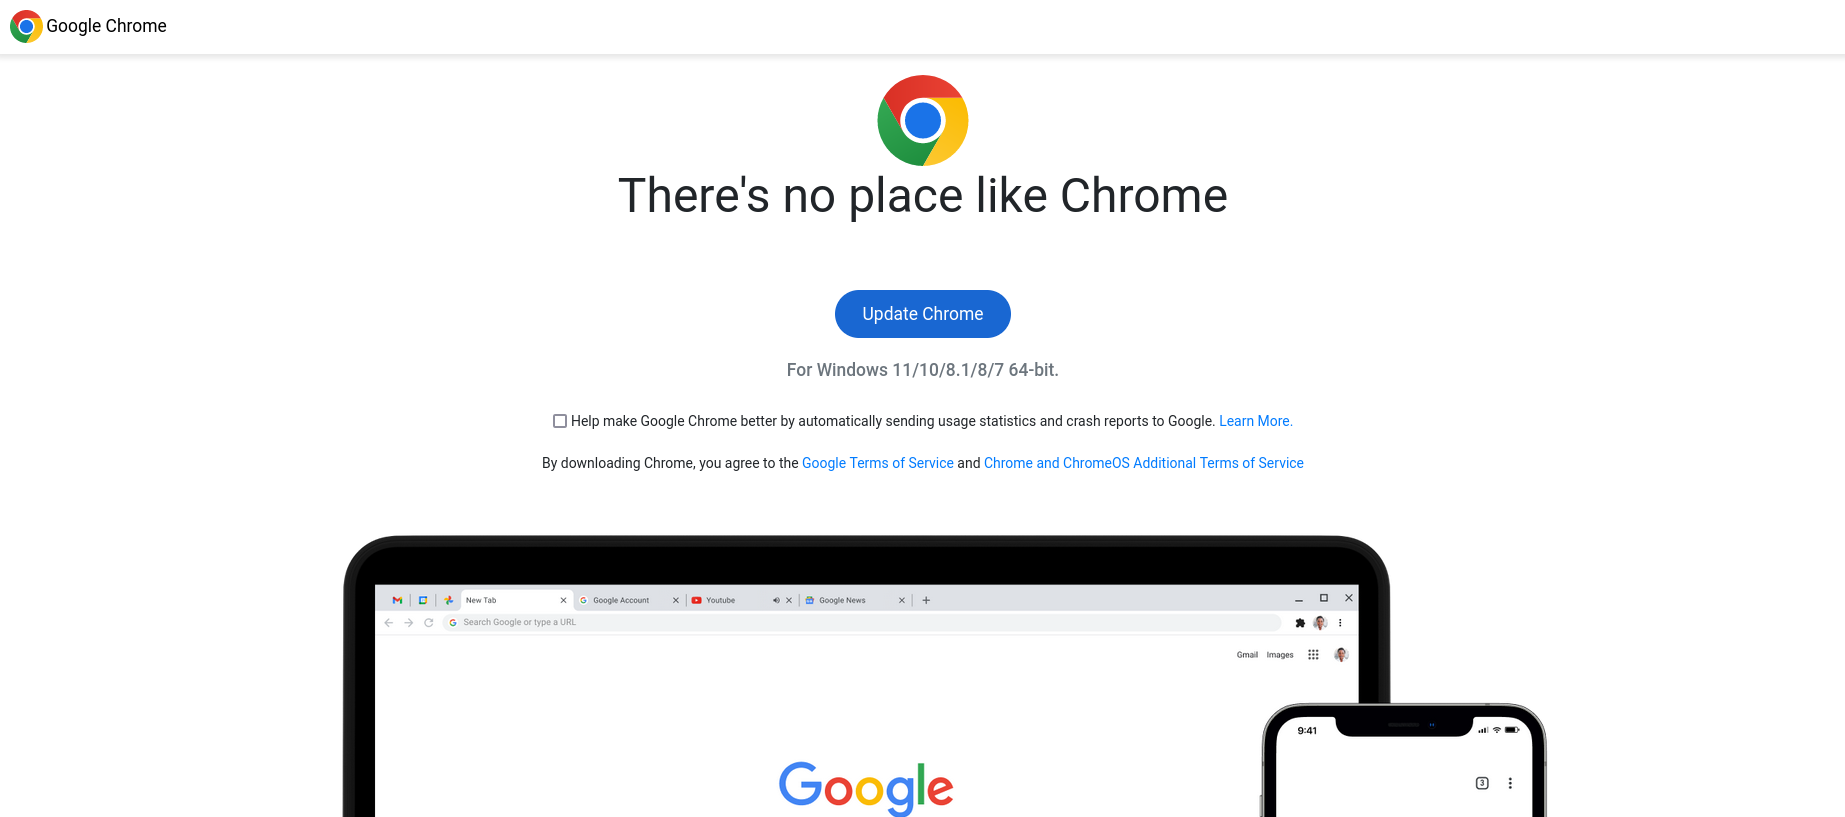 Google Chrome
There's no place like Chrome
Update Chrome
For Windows 11/10/8.1/8/7 64-bit.
Help make Google Chrome better by automatically sending usage statistics and crash reports to Google. Learn More.
By downloading Chrome, you agree to the Google Terms of Service and Chrome and ChromeOS Additional Terms of Service
New Tab Google Account Youtube Google News
Search Google or type a URL
Gmail Images
9:41
3
Google